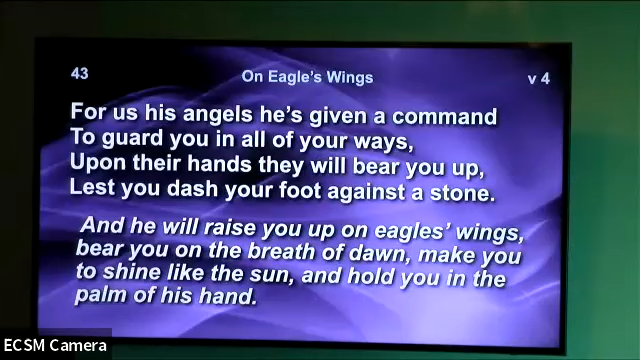 43
On Eagle's Wings
v 4
For us his angels he's given a command
To guard you in all of your ways,
Upon their hands they will bear you up,
Lest you dash your foot against a stone.
And he will raise you up on eagles' wings,
bear you on the breath of dawn, make you
to shine like the sun, and hold you in the
palm of his hand.
ECSM Camera